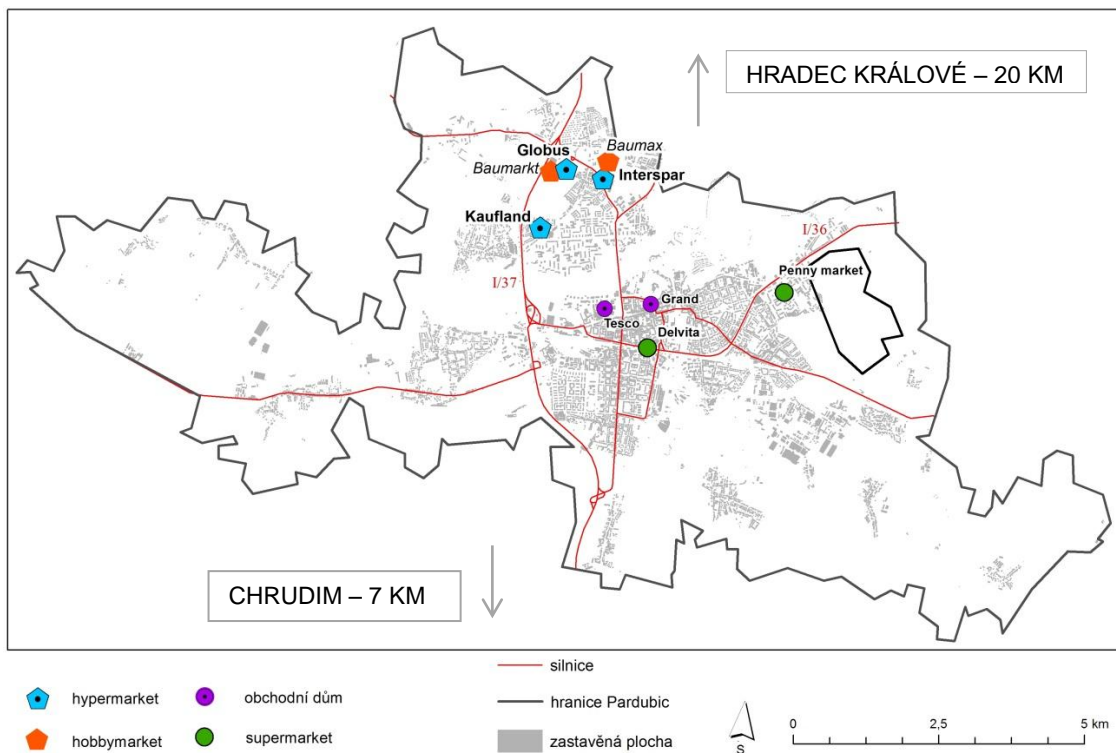 HRADEC KRÁLOVÉ – 20 KM
Baumax
Globus
Baumarkt
Interspar
Kaufland
I/36
Penny market
I/37
Grand
Tesco
Delvita
CHRUDIM – 7 KM
silnice
hypermarket
obchodní dům
hranice Pardubic
hobbymarket
supermarket
zastavěná plocha
S
0 2,5 5 km